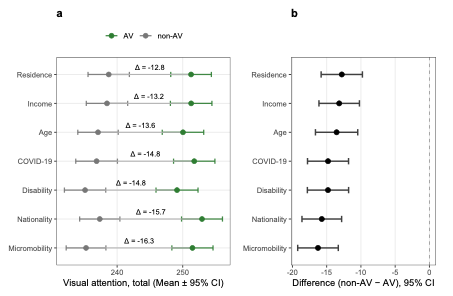 a
b
AV
non-AV
Residence
Δ = -12.8
Income
Δ = -13.2
Age
Δ = -13.6
COVID-19
Δ = -14.8
Disability
Δ = -14.8
Nationality
Δ = -15.7
Micromobility
Δ = -16.3
240
250
Visual attention, total (Mean ± 95% CI)
Residence
Income
Age
COVID-19
Disability
Nationality
Micromobility
-20
-15
-10
-5
0
Difference (non-AV − AV), 95% CI